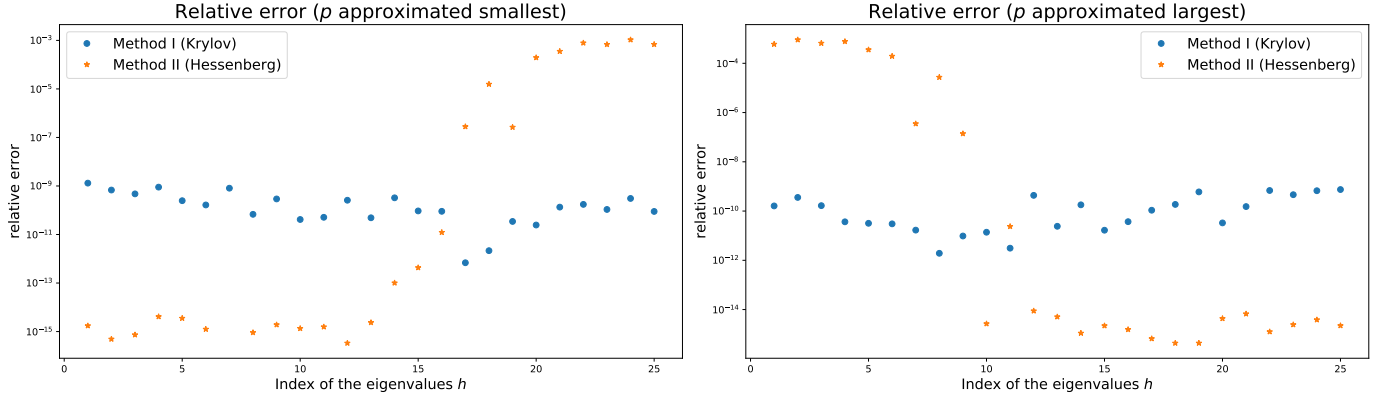 Relative error (p approximated smallest)
Method I (Krylov)
Method II (Hessenberg)
relative error
10⁻³
10⁻⁵
10⁻⁷
10⁻⁹
10⁻¹¹
10⁻¹³
10⁻¹⁵
0 5 10 15 20 25
Index of the eigenvalues h
Relative error (p approximated largest)
Method I (Krylov)
Method II (Hessenberg)
relative error
10⁻⁴
10⁻⁶
10⁻⁸
10⁻¹⁰
10⁻¹²
10⁻¹⁴
0 5 10 15 20 25
Index of the eigenvalues h